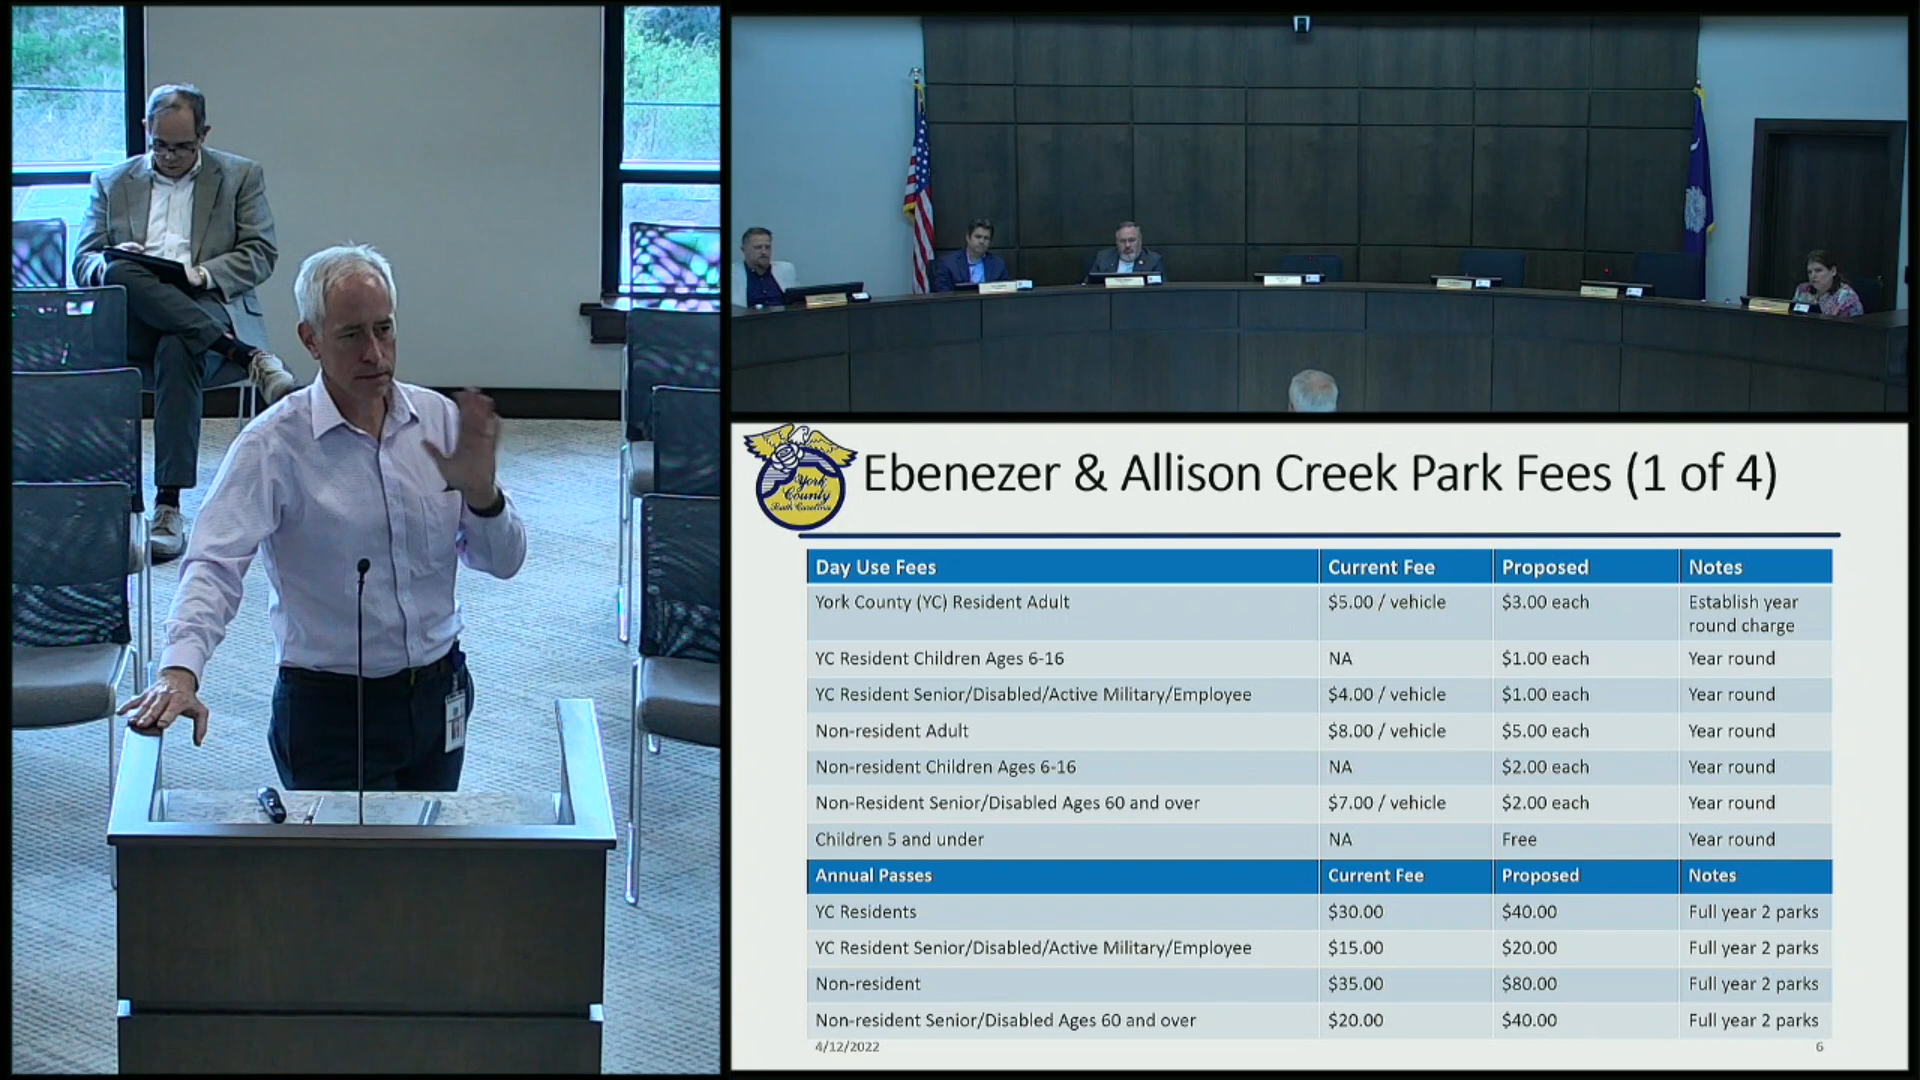 York
County
South Carolina
Ebenezer & Allison Creek Park Fees (1 of 4)
Day Use Fees Current Fee Proposed Notes
York County (YC) Resident Adult $5.00 / vehicle $3.00 each Establish year
round charge
YC Resident Children Ages 6-16 NA $1.00 each Year round
YC Resident Senior/Disabled/Active Military/Employee $4.00 / vehicle $1.00 each Year round
Non-resident Adult $8.00 / vehicle $5.00 each Year round
Non-resident Children Ages 6-16 NA $2.00 each Year round
Non-Resident Senior/Disabled Ages 60 and over $7.00 / vehicle $2.00 each Year round
Children 5 and under NA Free Year round
Annual Passes Current Fee Proposed Notes
YC Residents $30.00 $40.00 Full year 2 parks
YC Resident Senior/Disabled/Active Military/Employee $15.00 $20.00 Full year 2 parks
Non-resident $35.00 $80.00 Full year 2 parks
Non-resident Senior/Disabled Ages 60 and over $20.00 $40.00 Full year 2 parks
4/12/2022 6